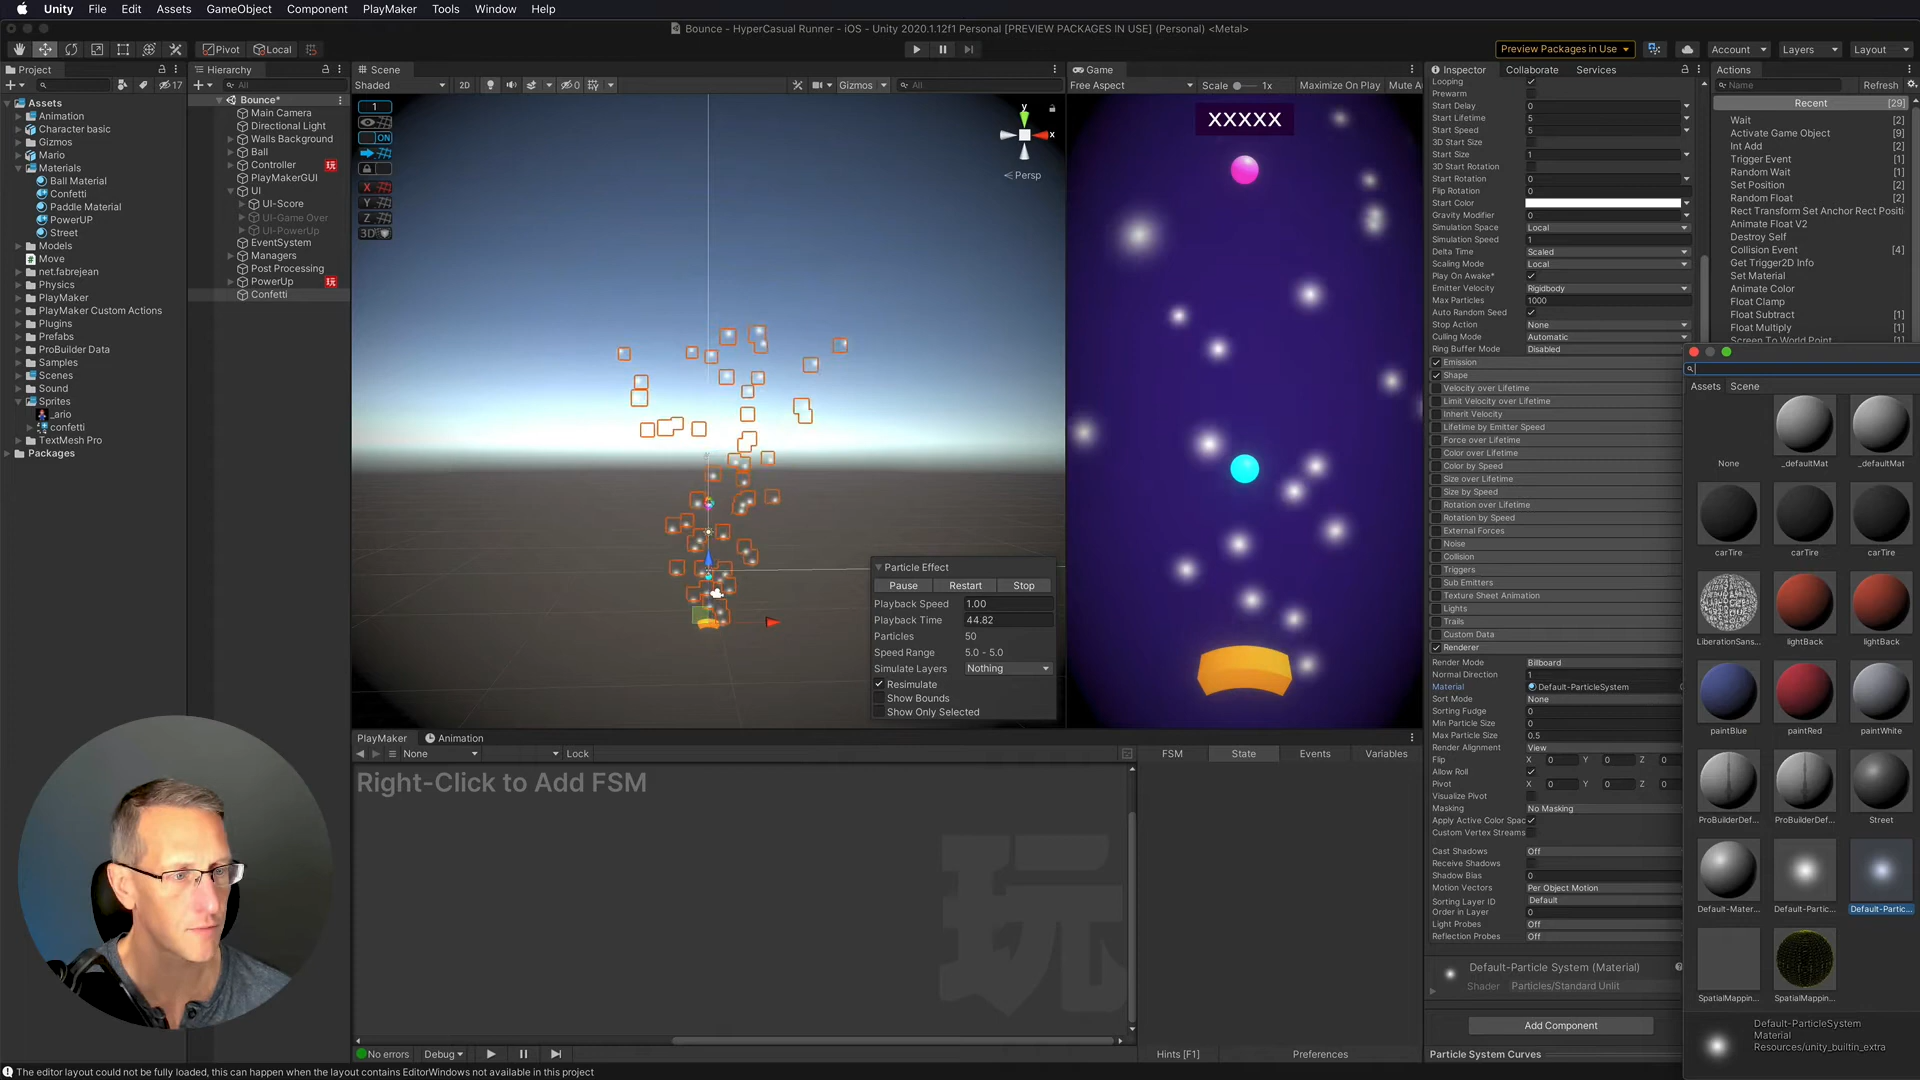 Unity File Edit Assets GameObject Component PlayMaker Tools Window Help
Bounce - HyperCasual Runner - iOS - Unity 2020.1.12f1 Personal [PREVIEW PACKAGES IN USE] (Personal) <Metal>
Pivot Local
Preview Packages in Use Account Layers Layout
Project
17
Assets
Animation
Character basic
Gizmos
Mario
Materials
Ball Material
Confetti
Paddle Material
PowerUP
Street
Models
Move
net.fabrejean
Physics
PlayMaker
PlayMaker Custom Actions
Plugins
Prefabs
ProBuilder Data
Samples
Scenes
Sound
Sprites
_ario
confetti
TextMesh Pro
Packages
Hierarchy
All
Bounce*
Main Camera
Directional Light
Walls Background
Ball
Controller
PlayMakerGUI
UI
UI-Score
UI-Game Over
UI-PowerUp
EventSystem
Managers
Post Processing
PowerUp
Confetti
Scene
Shaded 2D 0 Gizmos All
1
ON
X
Y
Z
3D
y
x
Persp
Particle Effect
Pause Restart Stop
Playback Speed 1.00
Playback Time 44.82
Particles 50
Speed Range 5.0 - 5.0
Simulate Layers Nothing
Resimulate
Show Bounds
Show Only Selected
Game
Free Aspect Scale 1x Maximize On Play Mute Au
XXXXX
PlayMaker Animation
None Lock FSM State Events Variables
Right-Click to Add FSM
玩
No errors Debug Hints [F1] Preferences
Inspector Collaborate Services
Looping
Prewarm
Start Delay 0
Start Lifetime 5
Start Speed 5
3D Start Size
Start Size 1
3D Start Rotation
Start Rotation 0
Flip Rotation 0
Start Color
Gravity Modifier 0
Simulation Space Local
Simulation Speed 1
Delta Time Scaled
Scaling Mode Local
Play On Awake*
Emitter Velocity Rigidbody
Max Particles 1000
Auto Random Seed
Stop Action None
Culling Mode Automatic
Ring Buffer Mode Disabled
Emission
Shape
Velocity over Lifetime
Limit Velocity over Lifetime
Inherit Velocity
Lifetime by Emitter Speed
Force over Lifetime
Color over Lifetime
Color by Speed
Size over Lifetime
Size by Speed
Rotation over Lifetime
Rotation by Speed
External Forces
Noise
Collision
Triggers
Sub Emitters
Texture Sheet Animation
Lights
Trails
Custom Data
Renderer
Render Mode Billboard
Normal Direction 1
Material Default-ParticleSystem
Sort Mode None
Sorting Fudge 0
Min Particle Size 0
Max Particle Size 0.5
Render Alignment View
Flip X 0 Y 0 Z 0
Allow Roll
Pivot X 0 Y 0 Z 0
Visualize Pivot
Masking No Masking
Apply Active Color Spac
Custom Vertex Streams
Cast Shadows Off
Receive Shadows
Shadow Bias 0
Motion Vectors Per Object Motion
Sorting Layer ID Default
Order in Layer 0
Light Probes Off
Reflection Probes Off
Default-Particle System (Material)
Shader Particles/Standard Unlit
Add Component
Particle System Curves
Actions
Name Refresh
Recent [29]
Wait [2]
Activate Game Object [9]
Int Add [2]
Trigger Event [1]
Random Wait [1]
Set Position [2]
Random Float [2]
Rect Transform Set Anchor Rect Positi
Animate Float V2
Destroy Self
Collision Event [4]
Get Trigger2D Info
Set Material
Animate Color
Float Clamp
Float Subtract [1]
Float Multiply [1]
Screen To World Point
Assets Scene
None _defaultMat _defaultMat
carTire carTire carTire
LiberationSans... lightBack lightBack
paintBlue paintRed paintWhite
ProBuilderDef... ProBuilderDef... Street
Default-Mater... Default-Partic... Default-Partic...
SpatialMappin... SpatialMappin...
Default-ParticleSystem
Material
Resources/unity_builtin_extra
The editor layout could not be fully loaded, this can happen when the layout contains EditorWindows not available in this project